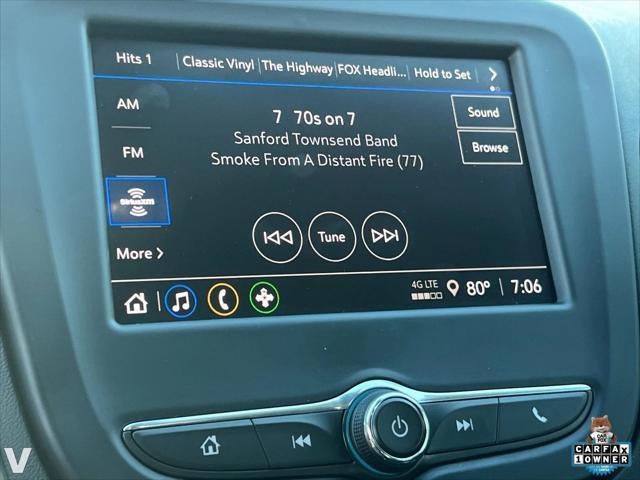 Hits 1 Classic Vinyl The Highway FOX Headli... Hold to Set
AM
7 70s on 7
Sound
Sanford Townsend Band
FM
Browse
Smoke From A Distant Fire (77)
SiriusXM
Tune
More
4G LTE
80° 7:06
V
CARFAX
1 OWNER